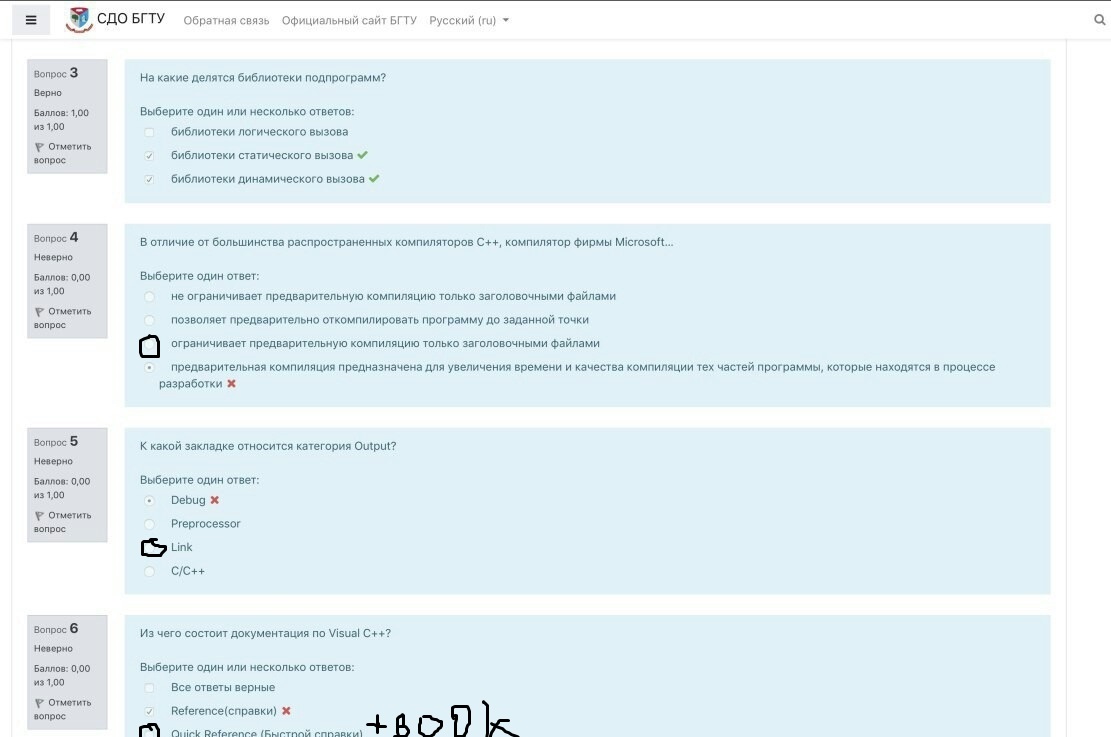 СДО БГТУ Обратная связь Официальный сайт БГТУ Русский (ru)
Вопрос 3
Верно
Баллов: 1,00
из 1,00
Отметить
вопрос
На какие делятся библиотеки подпрограмм?
Выберите один или несколько ответов:
библиотеки логического вызова
библиотеки статического вызова
библиотеки динамического вызова
Вопрос 4
Неверно
Баллов: 0,00
из 1,00
Отметить
вопрос
В отличие от большинства распространенных компиляторов С++, компилятор фирмы Microsoft...
Выберите один ответ:
не ограничивает предварительную компиляцию только заголовочными файлами
позволяет предварительно откомпилировать программу до заданной точки
ограничивает предварительную компиляцию только заголовочными файлами
предварительная компиляция предназначена для увеличения времени и качества компиляции тех частей программы, которые находятся в процессе
разработки
Вопрос 5
Неверно
Баллов: 0,00
из 1,00
Отметить
вопрос
К какой закладке относится категория Output?
Выберите один ответ:
Debug
Preprocessor
Link
C/C++
Вопрос 6
Неверно
Баллов: 0,00
из 1,00
Отметить
вопрос
Из чего состоит документация по Visual C++?
Выберите один или несколько ответов:
Все ответы верные
Reference(справки)
Quick Reference (Быстрой справки)